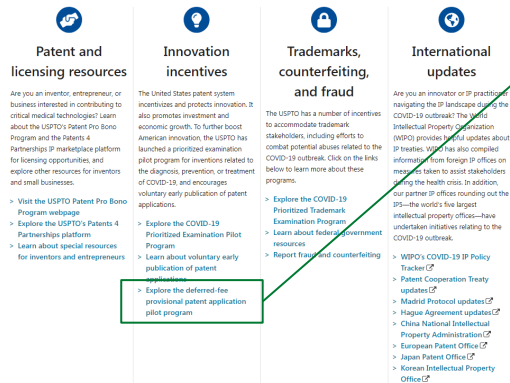 Patent and
licensing resources
Are you an inventor, entrepreneur, or
business interested in contributing to
critical medical technologies? Learn
about the USPTO's Patent Pro Bono
Program and the Patents 4
Partnerships IP marketplace platform
for licensing opportunities, and
explore other resources for inventors
and small businesses.
> Visit the USPTO Patent Pro Bono
Program webpage
> Explore the USPTO's Patents 4
Partnerships platform
> Learn about special resources
for inventors and entrepreneurs
Innovation
incentives
The United States patent system
incentivizes and protects innovation. It
also promotes investment and
economic growth. To further boost
American innovation, the USPTO has
launched a prioritized examination
pilot program for inventions related to
the diagnosis, prevention, or treatment
of COVID-19, and encourages
voluntary early publication of patent
applications.
> Explore the COVID-19
Prioritized Examination Pilot
Program
> Learn about voluntary early
publication of patent
applications
> Explore the deferred-fee
provisional patent application
pilot program
Trademarks,
counterfeiting,
and fraud
The USPTO has a number of incentives
to accommodate trademark
stakeholders, including efforts to
combat potential abuses related to the
COVID-19 outbreak. Click on the links
below to learn more about these
programs.
> Explore the COVID-19
Prioritized Trademark
Examination Program
> Learn about federal government
resources
> Report fraud and counterfeiting
International
updates
Are you an innovator or IP practitioner
navigating the IP landscape during the
COVID-19 outbreak? The World
Intellectual Property Organization
(WIPO) provides helpful updates about
IP treaties. WIPO has also compiled
information from foreign IP offices on
measures taken to assist stakeholders
during the health crisis. In addition,
our partner IP offices rounding out the
IP5—the world's five largest
intellectual property offices—have
undertaken initiatives relating to the
COVID-19 outbreak.
> WIPO's COVID-19 IP Policy
Tracker
> Patent Cooperation Treaty
updates
> Madrid Protocol updates
> Hague Agreement updates
> China National Intellectual
Property Administration
> European Patent Office
> Japan Patent Office
> Korean Intellectual Property
Office